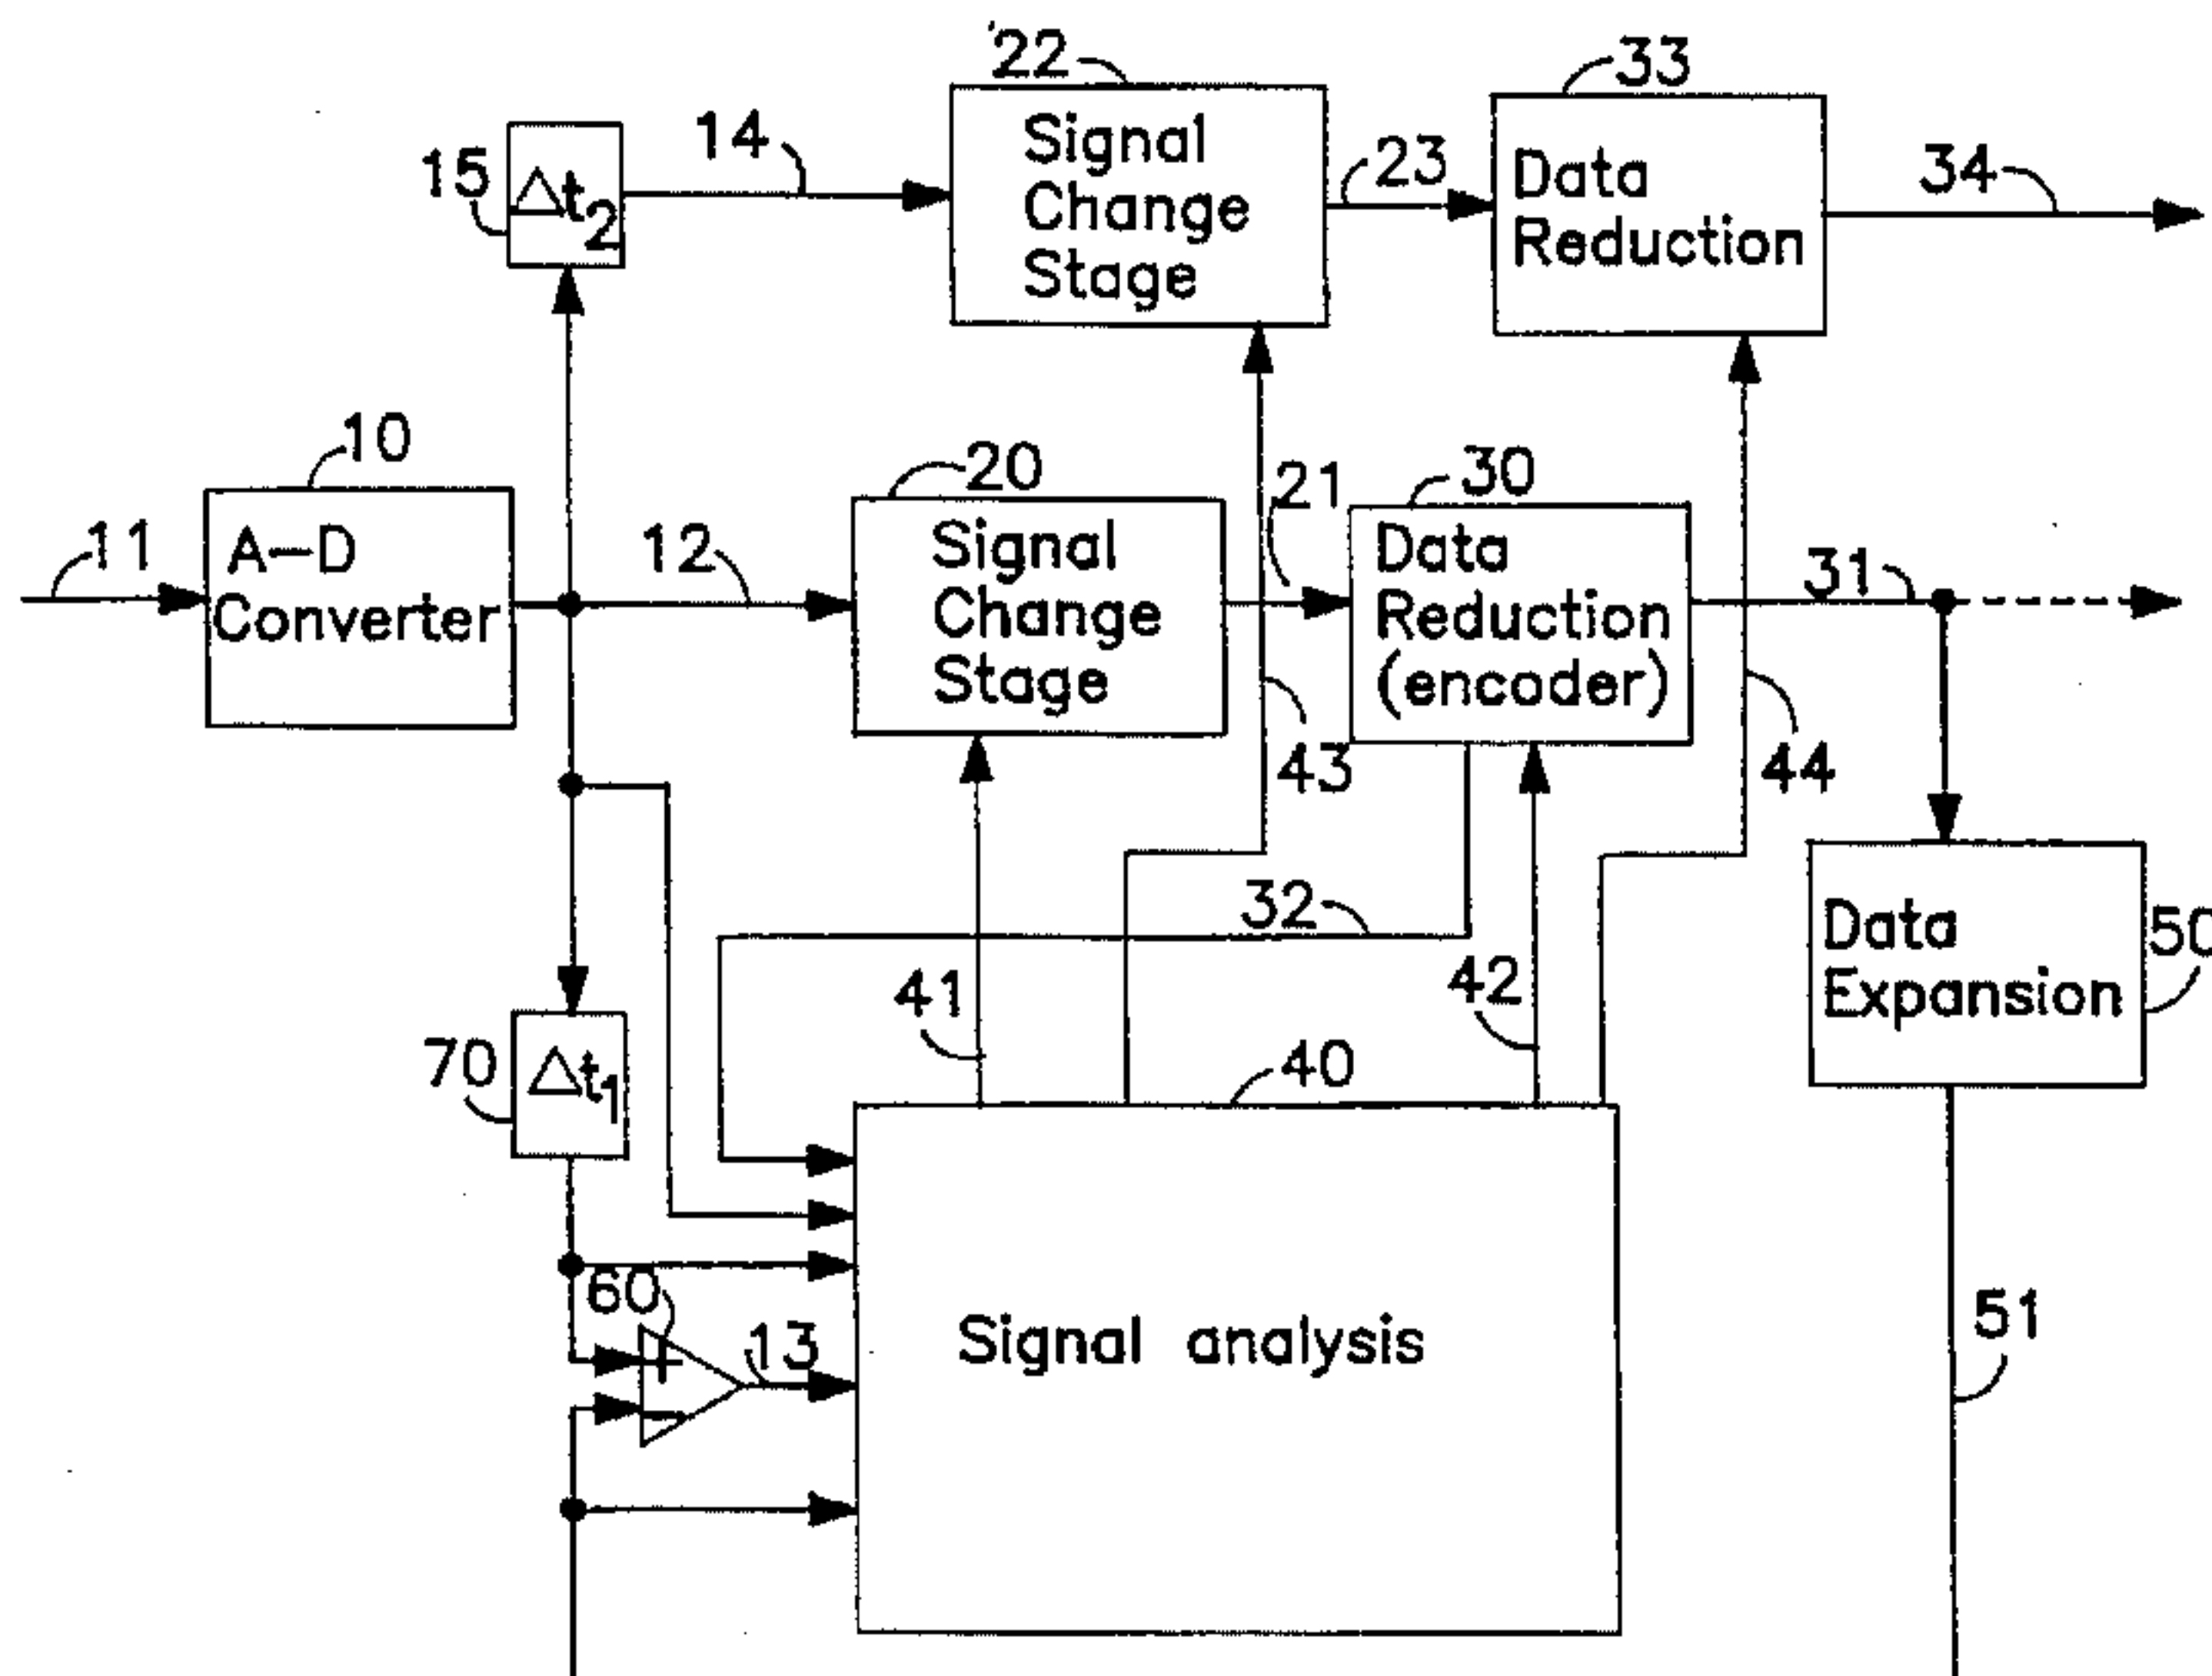 22
33
Signal
Change
Stage
Data
Reduction
14
23
34
15
Δt2
10
20
21
30
11
A-D
Converter
12
Signal
Change
Stage
Data
Reduction
(encoder)
31
43
44
32
41
42
Data
Expansion
50
70
Δt1
40
60
13
Signal analysis
51